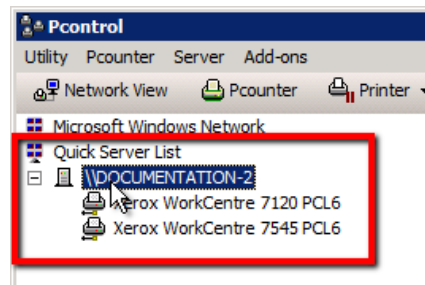 Pcontrol
Utility Pcounter Server Add-ons
Network View Pcounter Printer
Microsoft Windows Network
Quick Server List
\\DOCUMENTATION-2
Xerox WorkCentre 7120 PCL6
Xerox WorkCentre 7545 PCL6